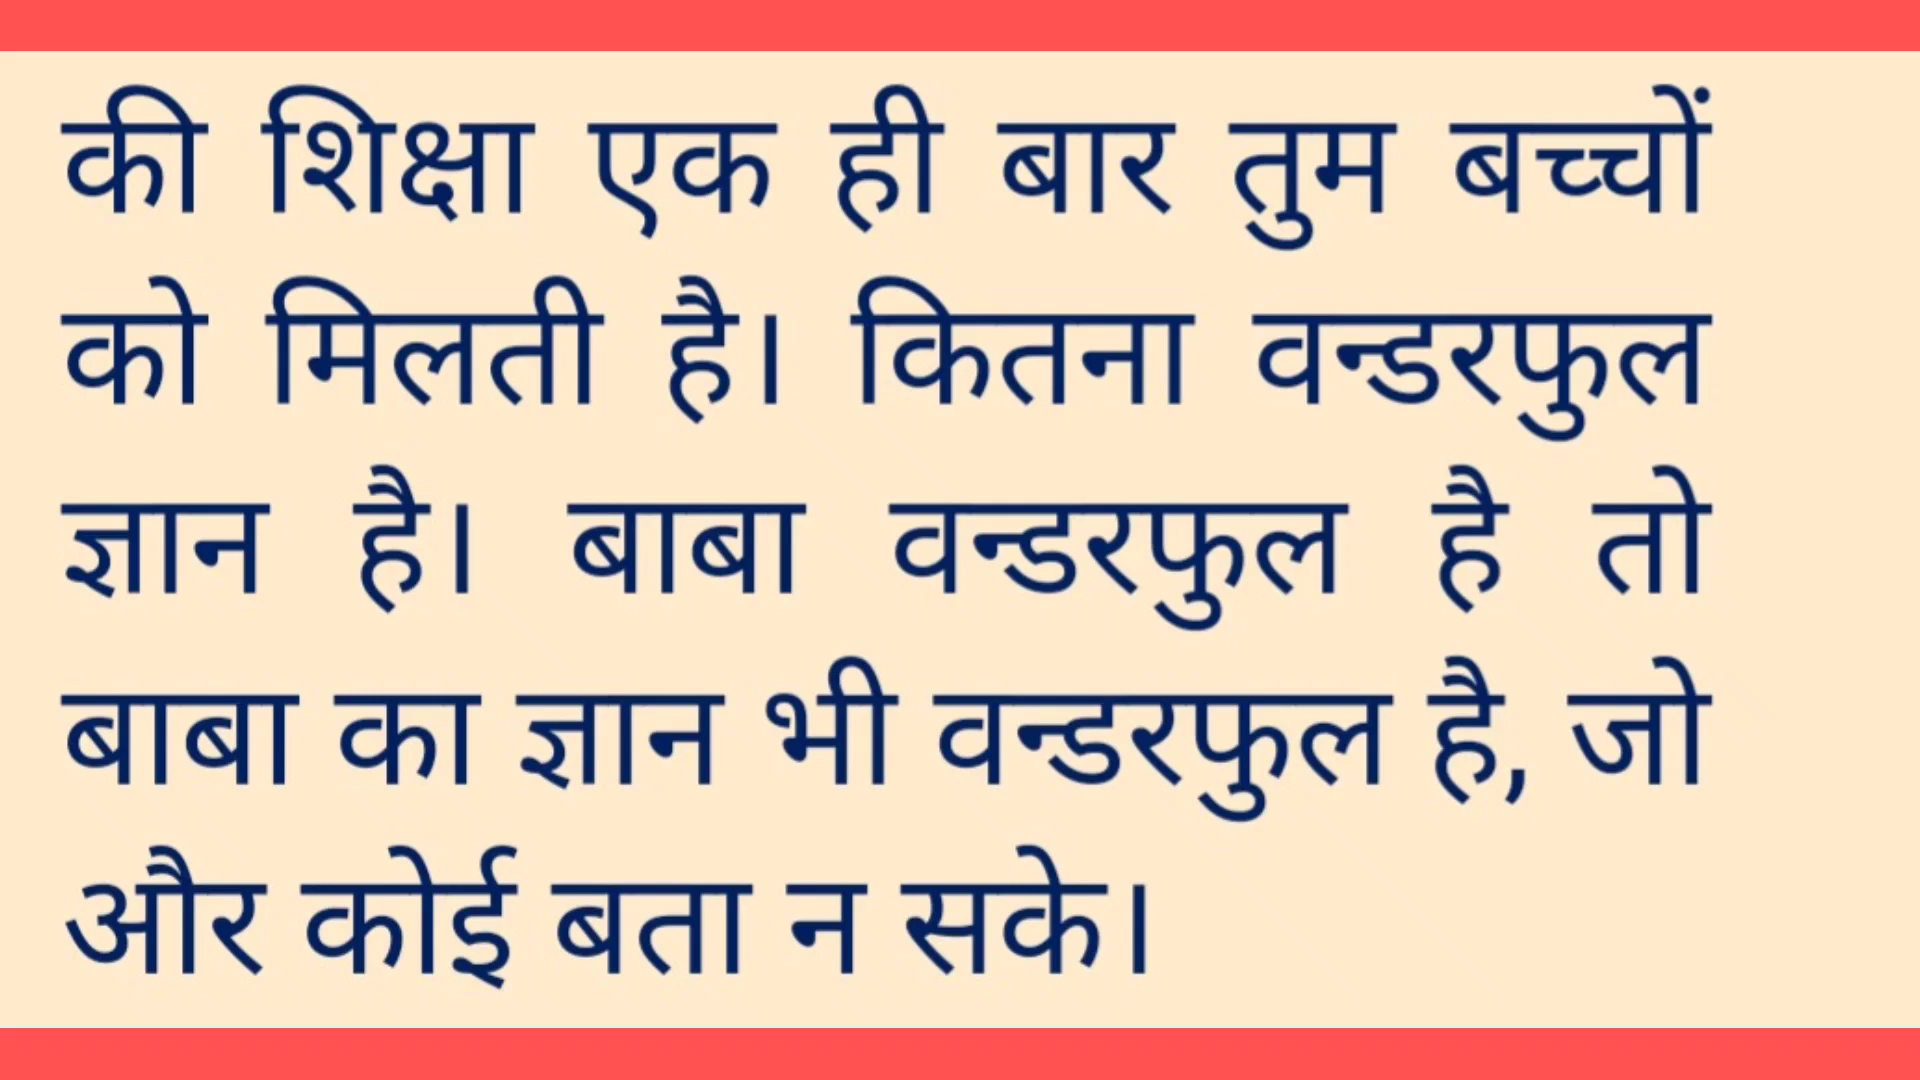 की शिक्षा एक ही बार तुम बच्चों
को मिलती है। कितना वन्डरफुल
ज्ञान है। बाबा वन्डरफुल है तो
बाबा का ज्ञान भी वन्डरफुल है, जो
और कोई बता न सके।